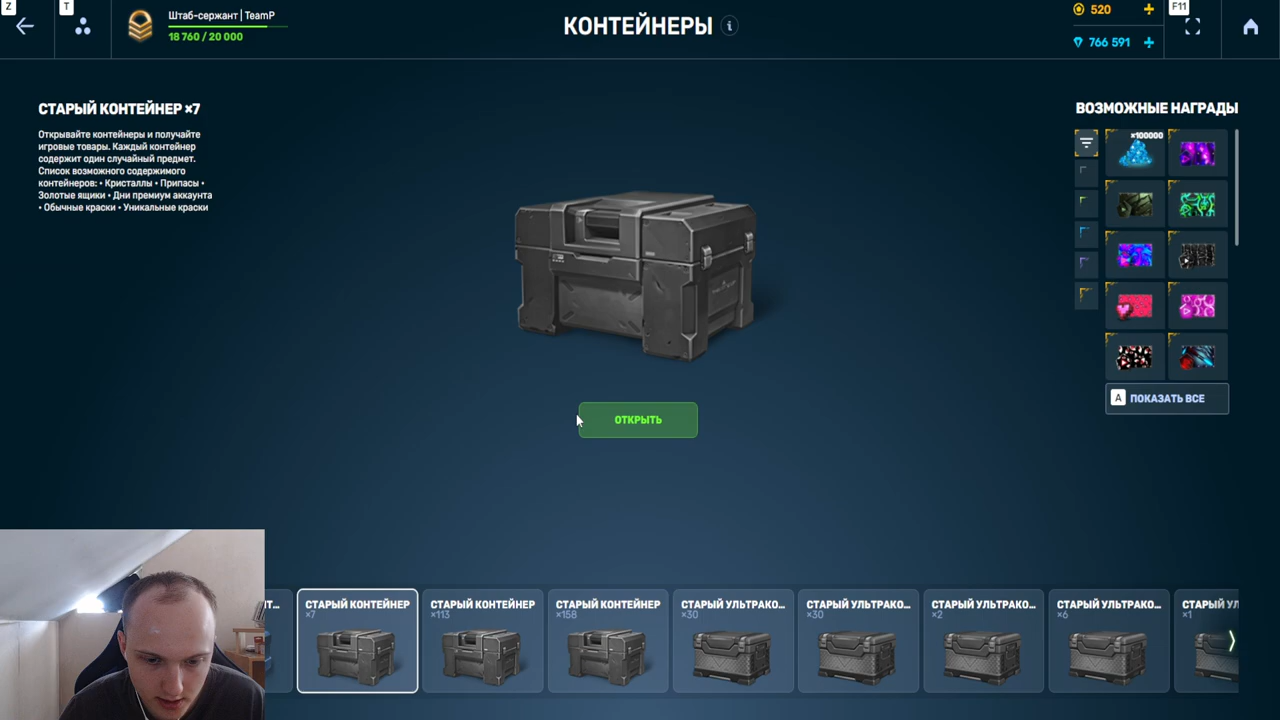 Z
T
Штаб-сержант | TeamP
18 760 / 20 000
КОНТЕЙНЕРЫ
520
766 591
F11
СТАРЫЙ КОНТЕЙНЕР ×7
Открывайте контейнеры и получайте
игровые товары. Каждый контейнер
содержит один случайный предмет.
Список возможного содержимого
контейнеров: • Кристаллы • Припасы •
Золотые ящики • Дни премиум аккаунта
• Обычные краски • Уникальные краски
ВОЗМОЖНЫЕ НАГРАДЫ
×100000
A ПОКАЗАТЬ ВСЕ
ОТКРЫТЬ
Т...
СТАРЫЙ КОНТЕЙНЕР
×7
СТАРЫЙ КОНТЕЙНЕР
×113
СТАРЫЙ КОНТЕЙНЕР
×158
СТАРЫЙ УЛЬТРАКО...
×30
СТАРЫЙ УЛЬТРАКО...
×30
СТАРЫЙ УЛЬТРАКО...
×2
СТАРЫЙ УЛЬТРАКО...
×6
СТАРЫЙ УЛ
×1